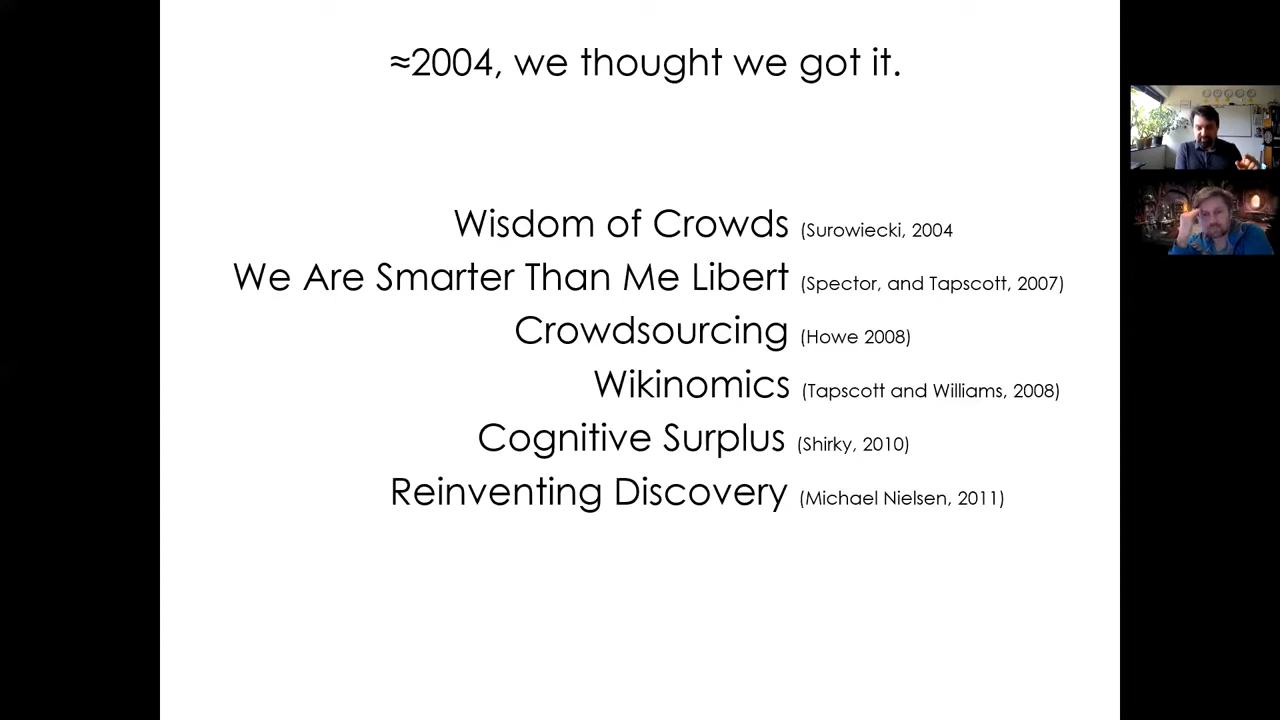 ≈2004, we thought we got it.
Wisdom of Crowds (Surowiecki, 2004
We Are Smarter Than Me Libert (Spector, and Tapscott, 2007)
Crowdsourcing (Howe 2008)
Wikinomics (Tapscott and Williams, 2008)
Cognitive Surplus (Shirky, 2010)
Reinventing Discovery (Michael Nielsen, 2011)